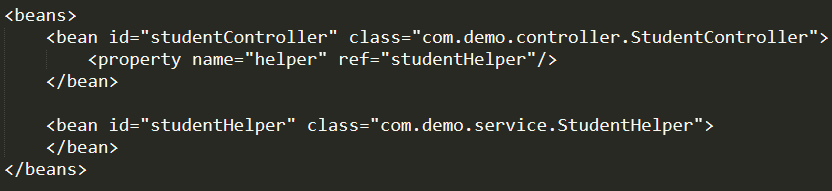 <beans>
    <bean id="studentController" class="com.demo.controller.StudentController">
        <property name="helper" ref="studentHelper"/>
    </bean>

    <bean id="studentHelper" class="com.demo.service.StudentHelper">
    </bean>
</beans>